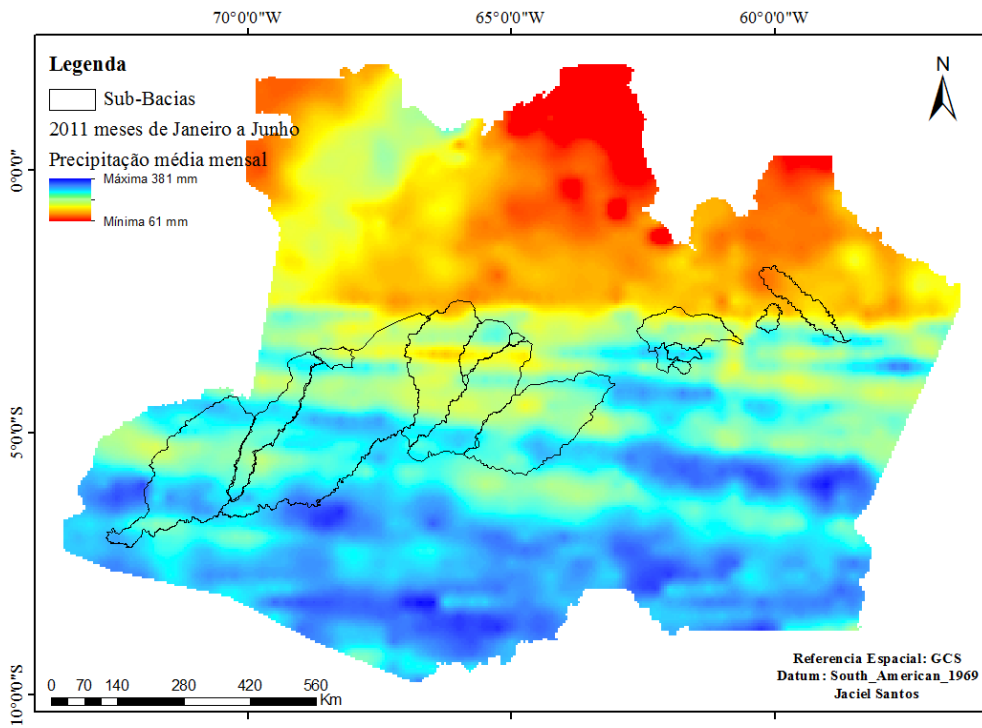 70°0'0"W 65°0'0"W 60°0'0"W
Legenda
Sub-Bacias
2011 meses de Janeiro a Junho
Precipitação média mensal
Máxima 381 mm
Mínima 61 mm
N
0°0'0"
5°0'0"S
10°0'0"S
0 70 140 280 420 560
Km
Referencia Espacial: GCS
Datum: South_American_1969
Jaciel Santos